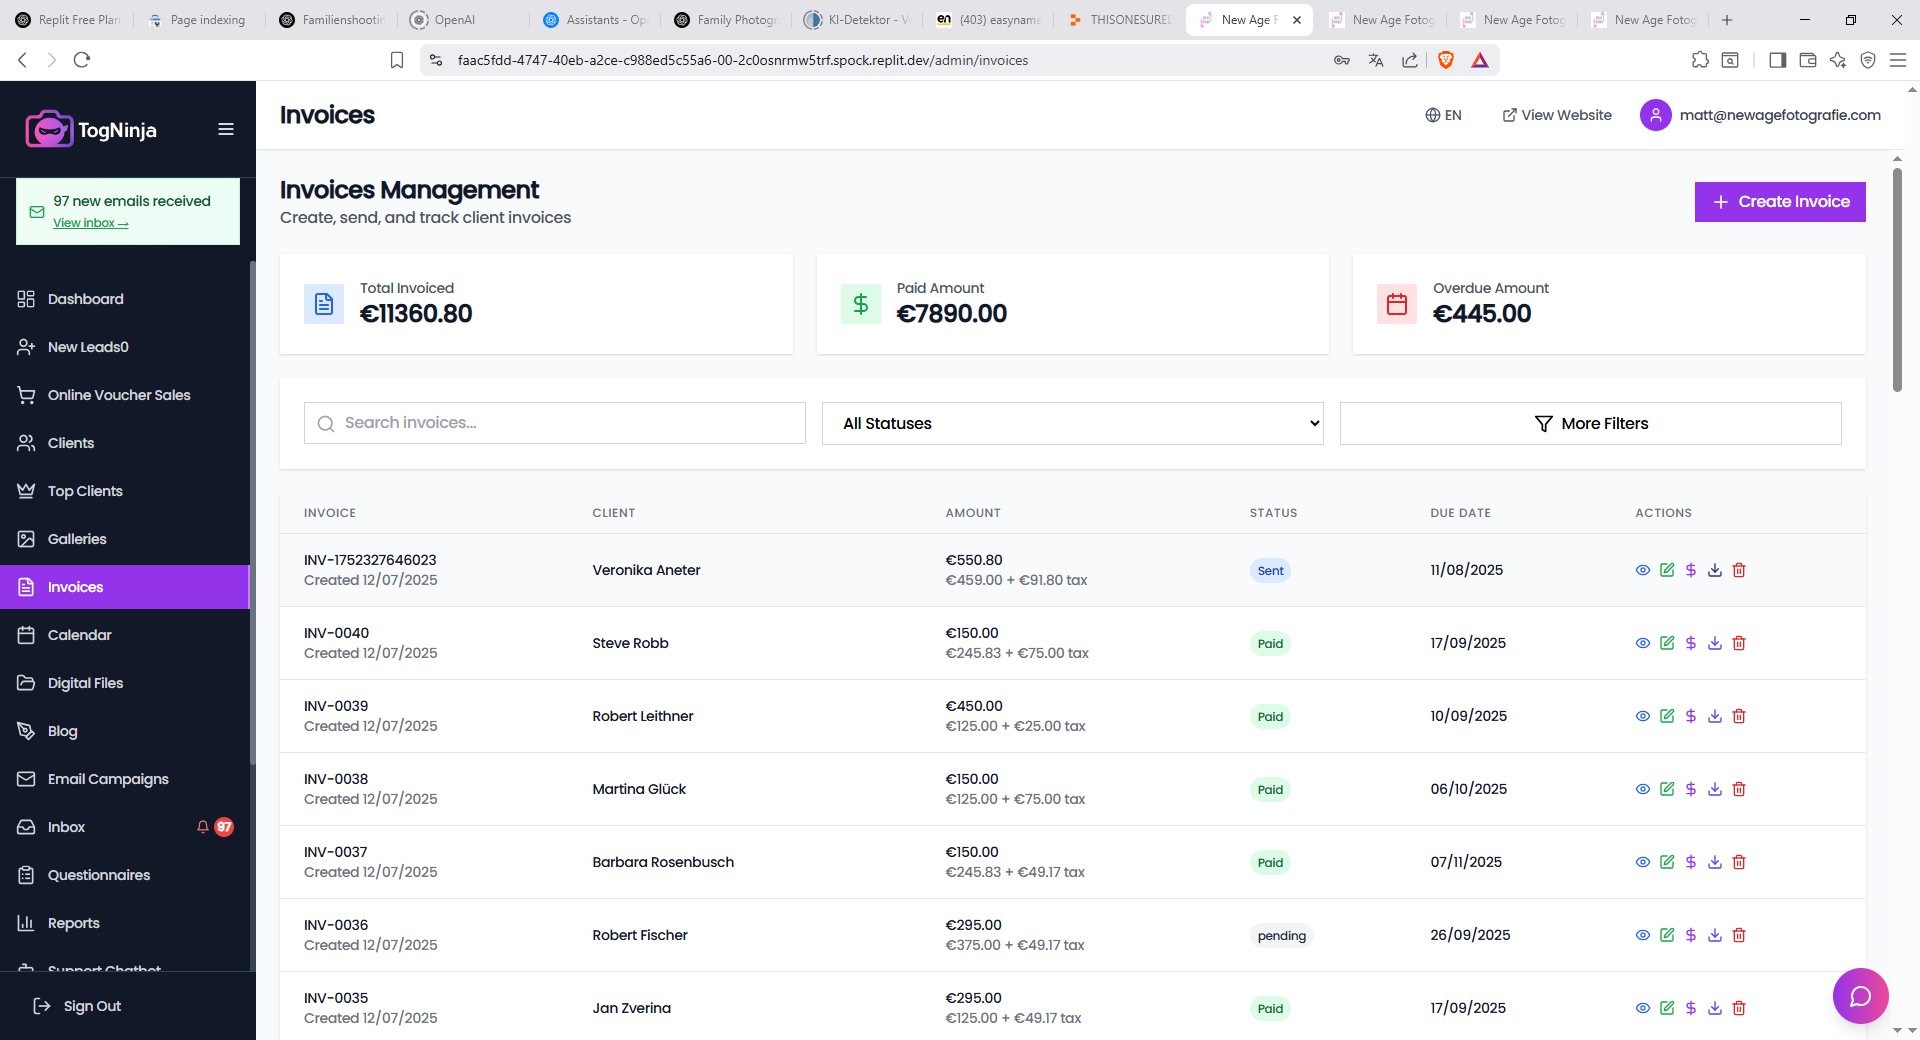 Replit Free Plan
Page indexing
Familienshootin
OpenAI
Assistants - Op
Family Photogr
KI-Detektor - V
(403) easyname
THISONESUREL
New Age F
New Age Fotog
New Age Fotog
New Age Fotog
faac5fdd-4747-40eb-a2ce-c988ed5c55a6-00-2c0osnrmw5trf.spock.replit.dev/admin/invoices
TogNinja
97 new emails received
View inbox →
Dashboard
New Leads0
Online Voucher Sales
Clients
Top Clients
Galleries
Invoices
Calendar
Digital Files
Blog
Email Campaigns
Inbox 97
Questionnaires
Reports
Support Chatbot
Sign Out
Invoices
EN
View Website
matt@newagefotografie.com
Invoices Management
Create, send, and track client invoices
+ Create Invoice
Total Invoiced
€11360.80
Paid Amount
€7890.00
Overdue Amount
€445.00
Search invoices...
All Statuses
More Filters
INVOICE CLIENT AMOUNT STATUS DUE DATE ACTIONS
INV-1752327646023
Created 12/07/2025
Veronika Aneter
€550.80
€459.00 + €91.80 tax
Sent
11/08/2025
INV-0040
Created 12/07/2025
Steve Robb
€150.00
€245.83 + €75.00 tax
Paid
17/09/2025
INV-0039
Created 12/07/2025
Robert Leithner
€450.00
€125.00 + €25.00 tax
Paid
10/09/2025
INV-0038
Created 12/07/2025
Martina Glück
€150.00
€125.00 + €75.00 tax
Paid
06/10/2025
INV-0037
Created 12/07/2025
Barbara Rosenbusch
€150.00
€245.83 + €49.17 tax
Paid
07/11/2025
INV-0036
Created 12/07/2025
Robert Fischer
€295.00
€375.00 + €49.17 tax
pending
26/09/2025
INV-0035
Created 12/07/2025
Jan Zverina
€295.00
€125.00 + €49.17 tax
Paid
17/09/2025